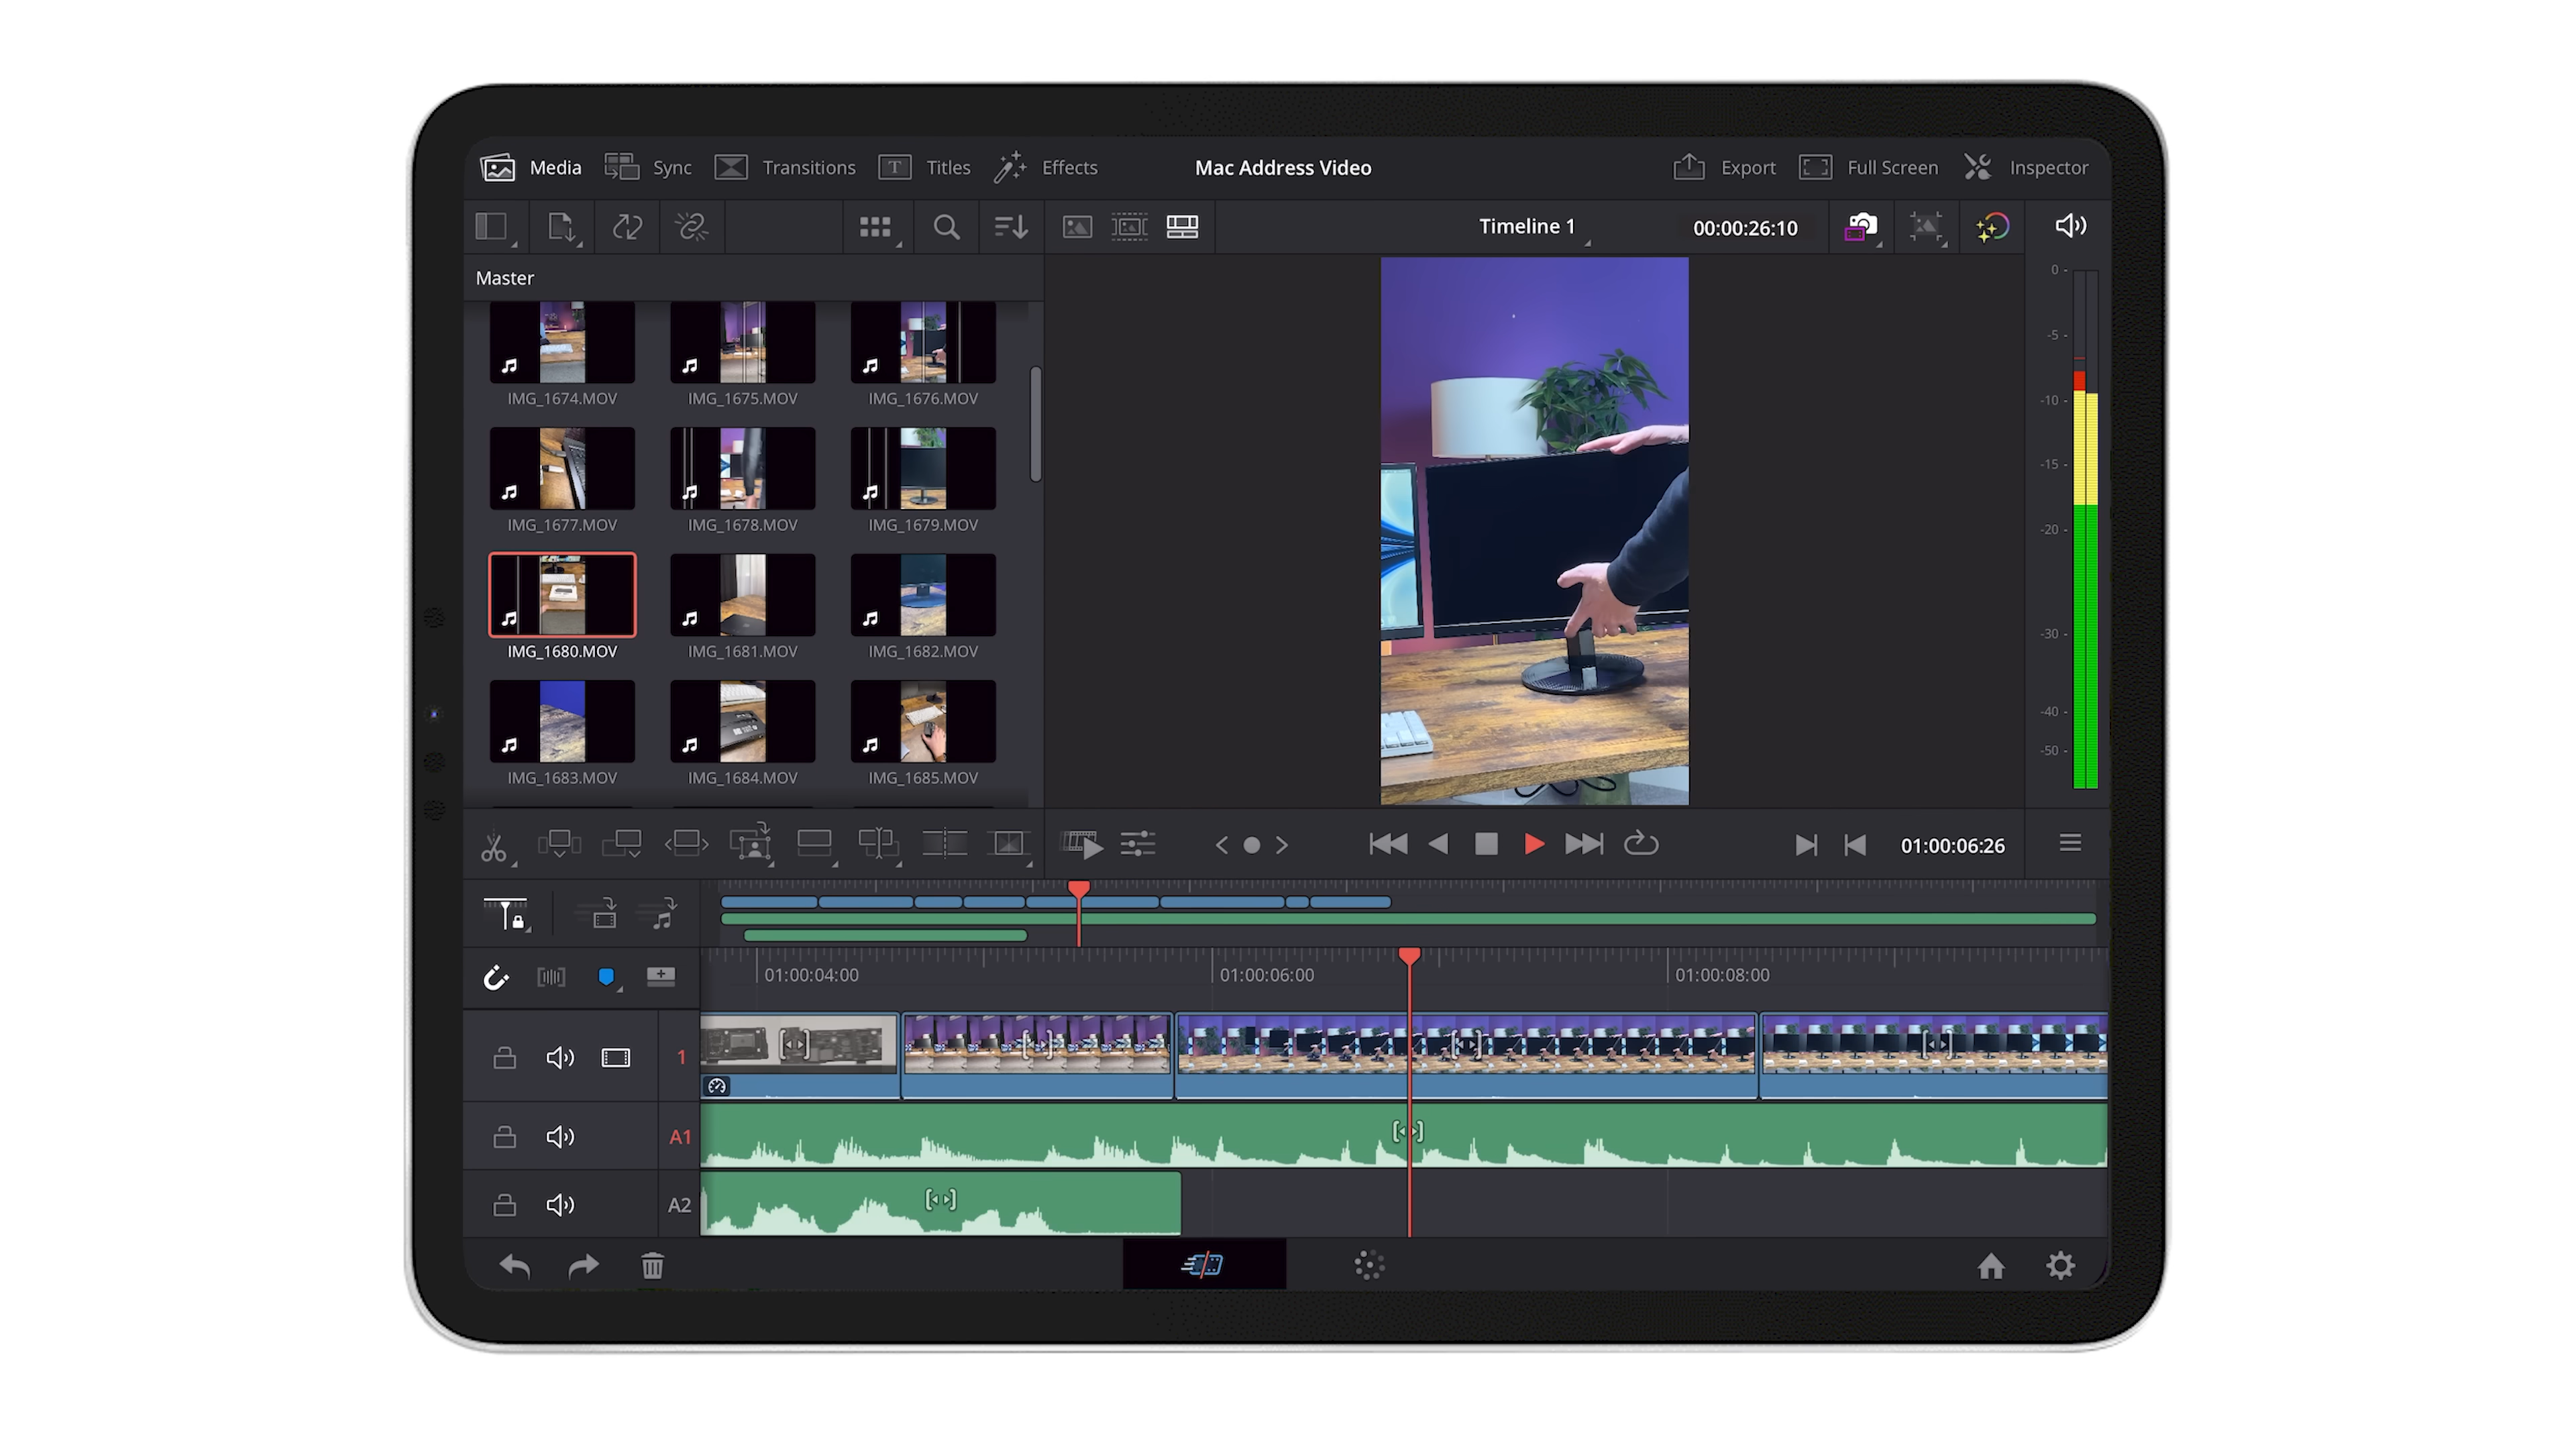 Media Sync Transitions T Titles Effects Mac Address Video Export Full Screen Inspector
Timeline 1 00:00:26:10
Master
IMG_1674.MOV IMG_1675.MOV IMG_1676.MOV
IMG_1677.MOV IMG_1678.MOV IMG_1679.MOV
IMG_1680.MOV IMG_1681.MOV IMG_1682.MOV
IMG_1683.MOV IMG_1684.MOV IMG_1685.MOV
0 -
-5 -
-10 -
-15 -
-20 -
-30 -
-40 -
-50 -
01:00:06:26
01:00:04:00 01:00:06:00 01:00:08:00
1
A1
A2